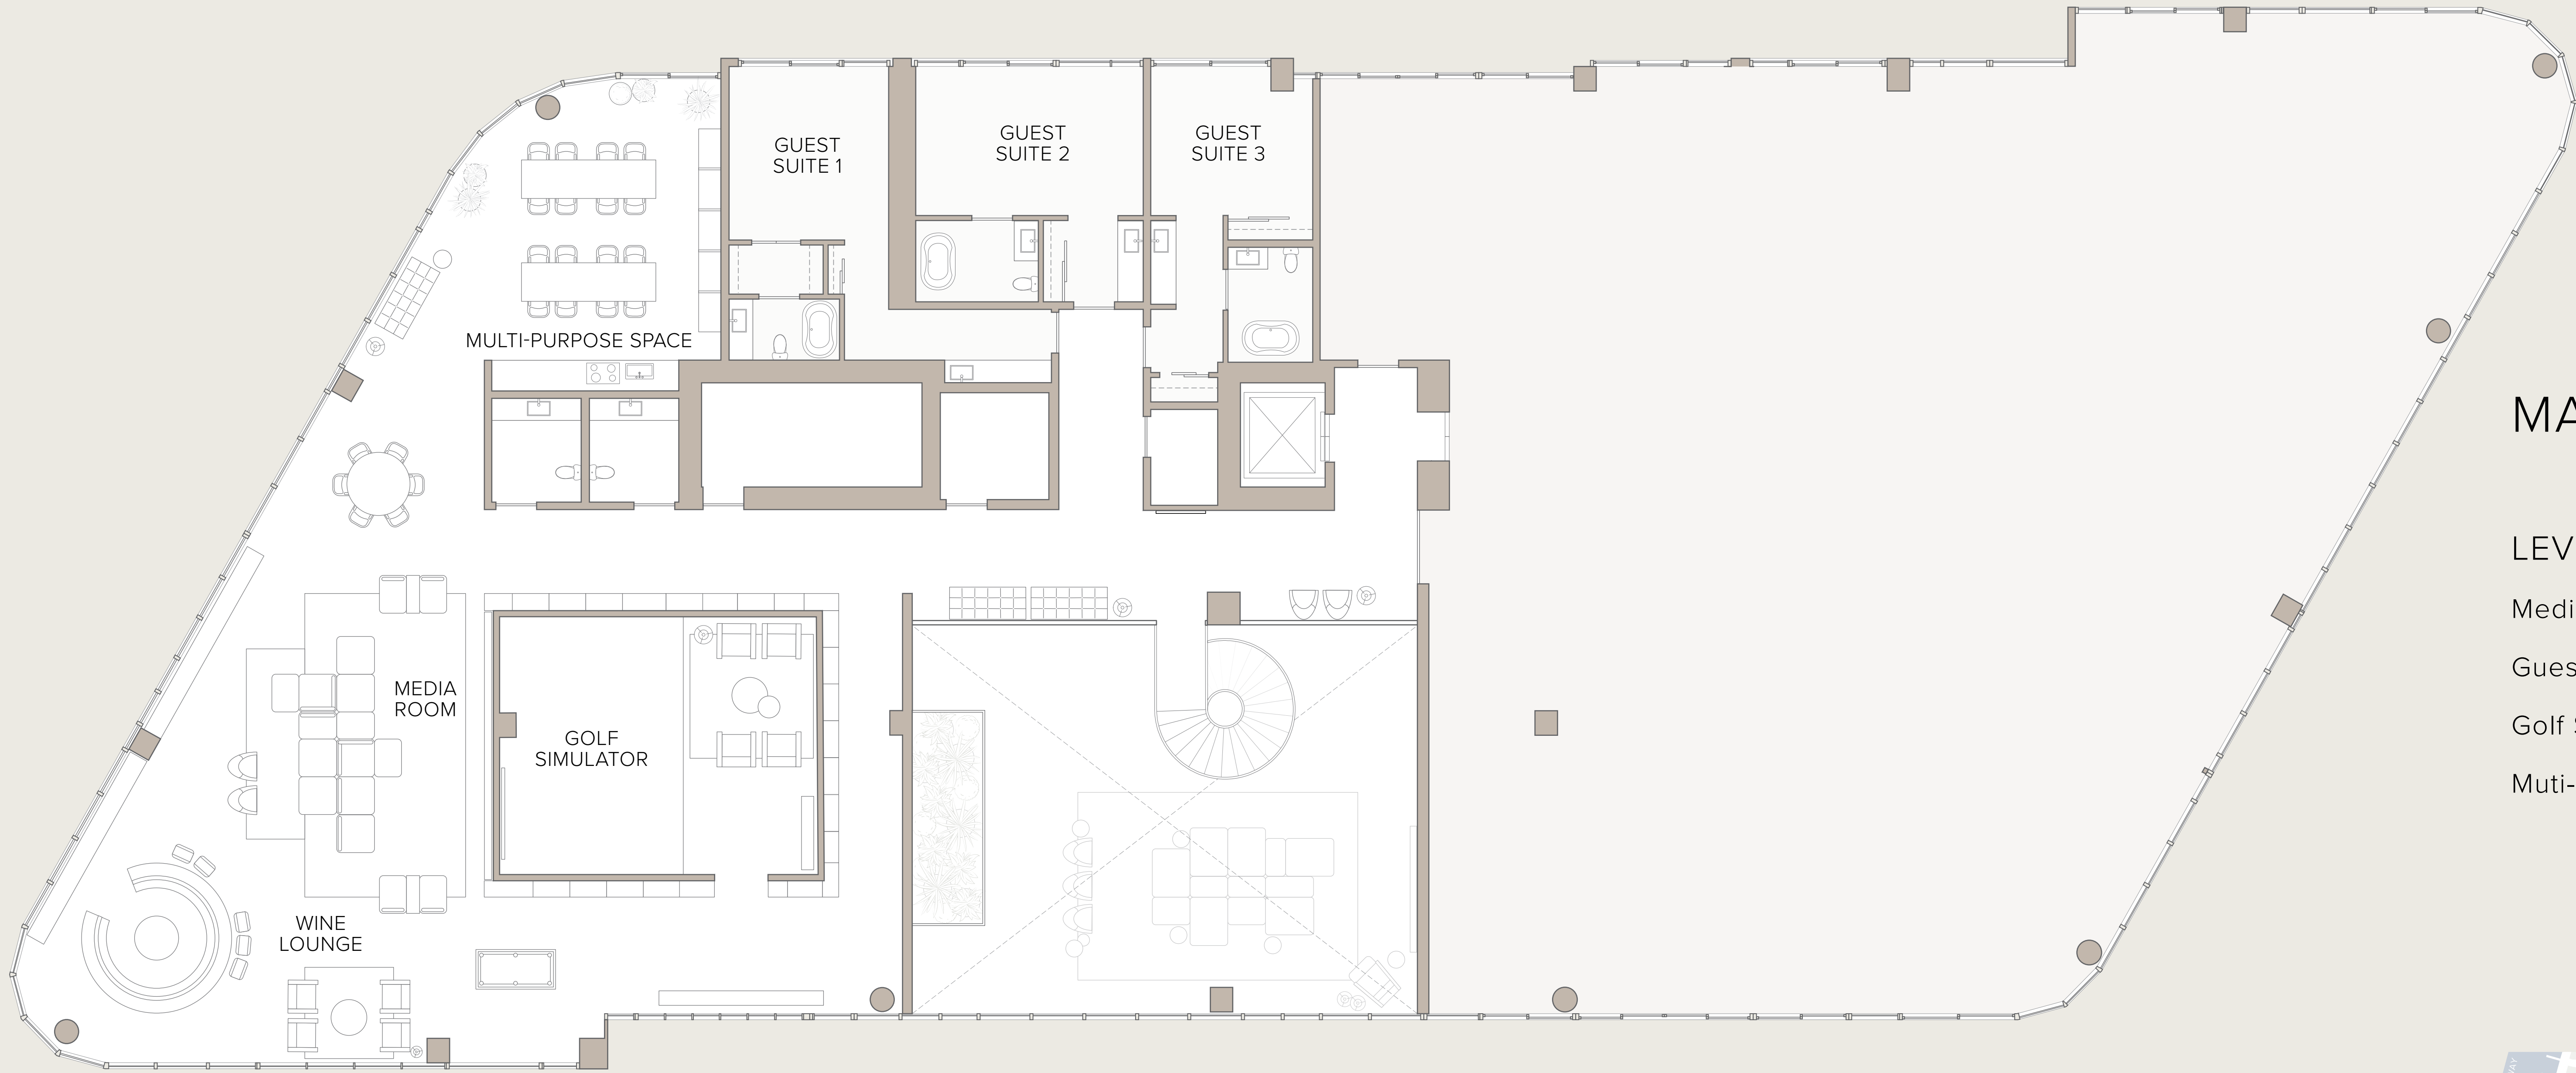 GUEST
SUITE 1
GUEST
SUITE 2
GUEST
SUITE 3
MULTI-PURPOSE SPACE
MEDIA
ROOM
GOLF
SIMULATOR
WINE
LOUNGE
MA
LEV
Medi
Gues
Golf S
Muti-
WAY